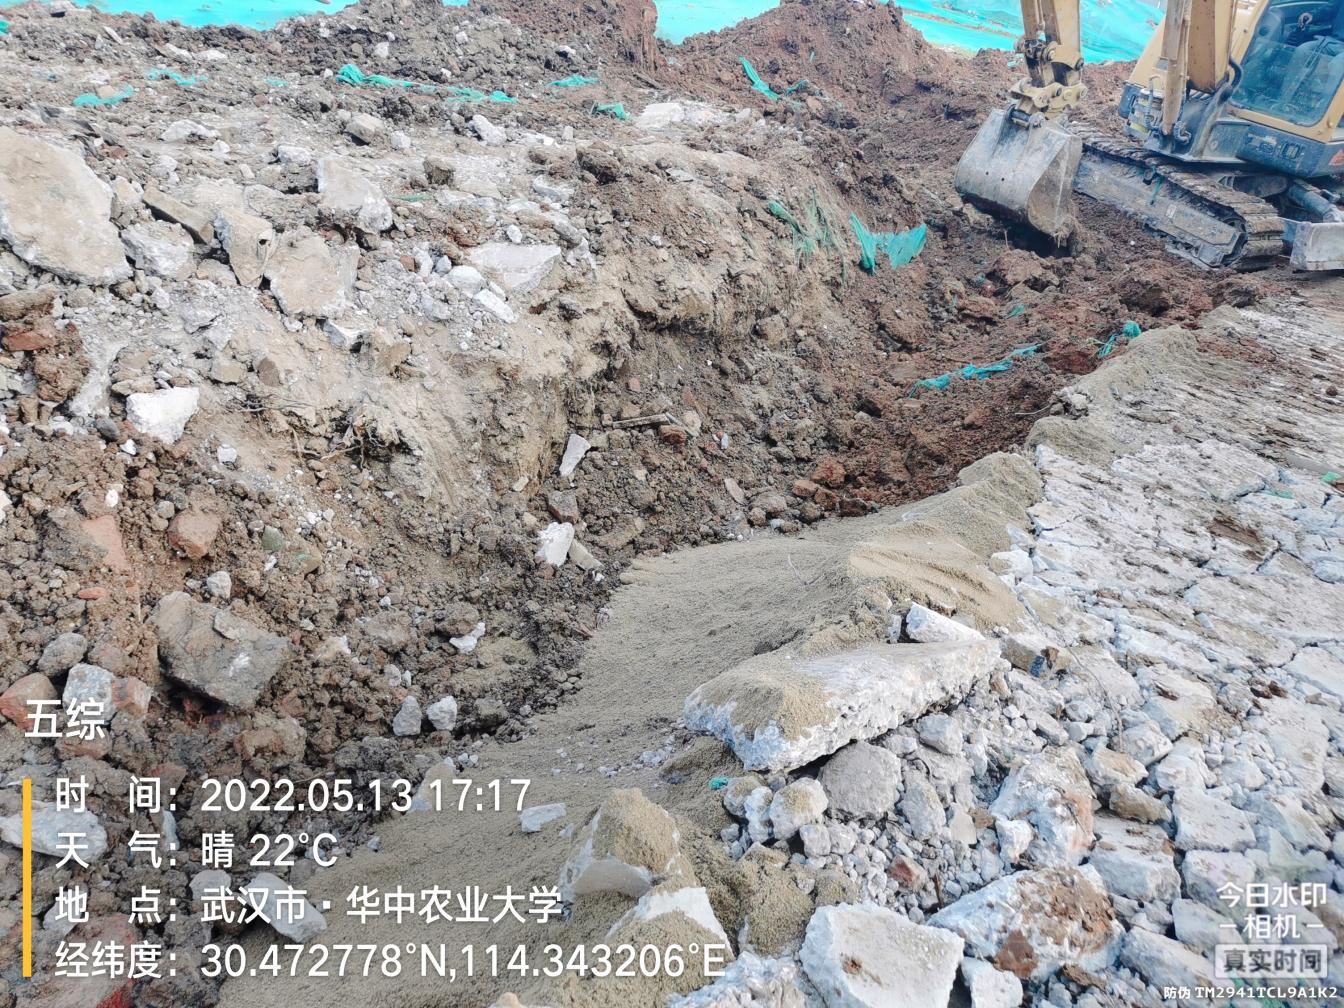 五综
时 间：2022.05.13 17:17
天 气：晴 22°C
地 点：武汉市·华中农业大学
经纬度：30.472778°N,114.343206°E
今日水印
-相机-
真实时间
防伪 TM2941TCL9A1K2